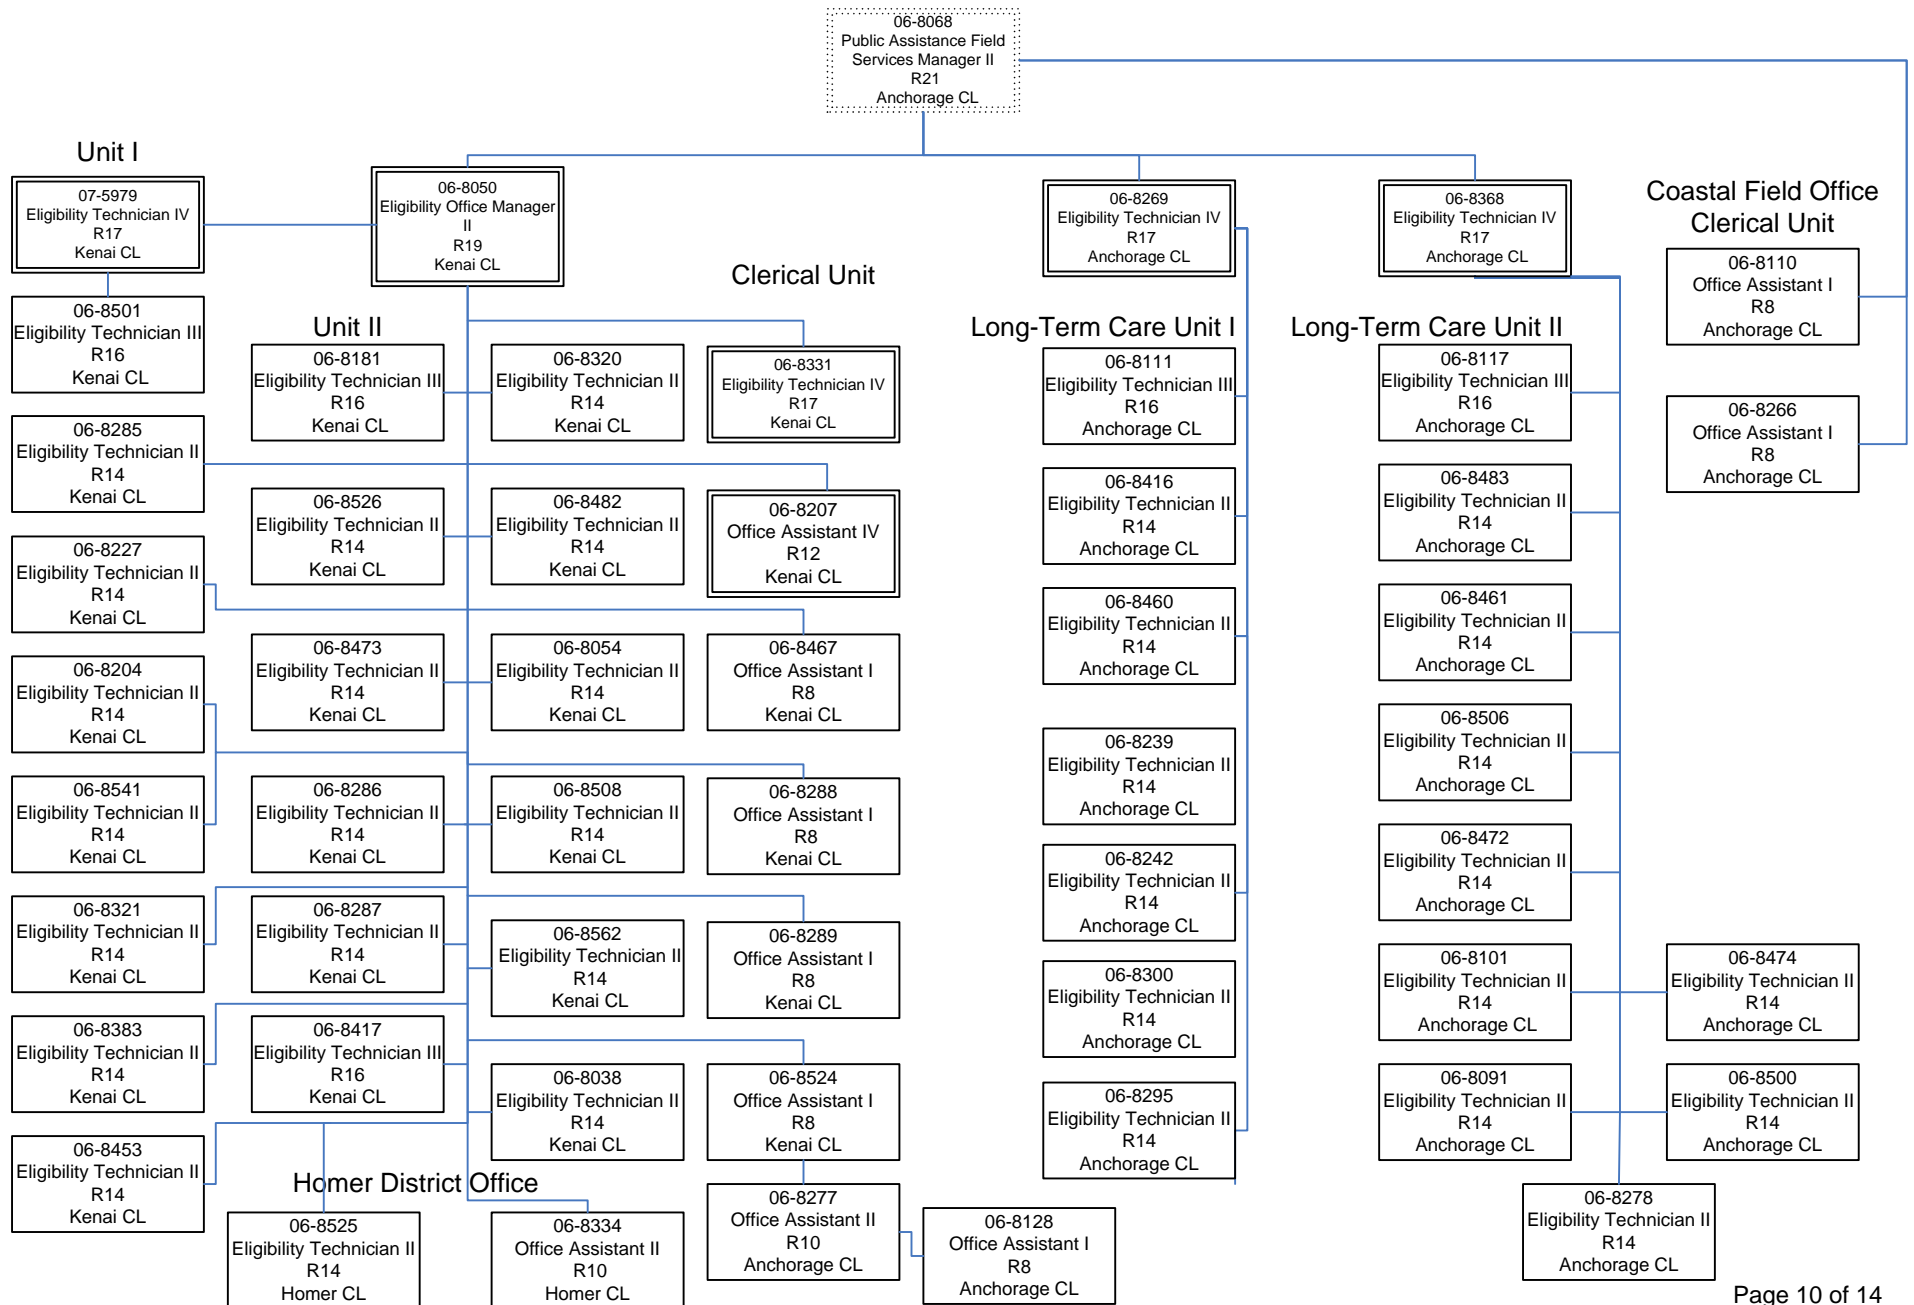 06-8068
Public Assistance Field
Services Manager II
R21
Anchorage CL
Unit I
07-5979
Eligibility Technician IV
R17
Kenai CL
06-8050
Eligibility Office Manager
II
R19
Kenai CL
06-8269
Eligibility Technician IV
R17
Anchorage CL
06-8368
Eligibility Technician IV
R17
Anchorage CL
Coastal Field Office
Clerical Unit
06-8110
Office Assistant I
R8
Anchorage CL
06-8266
Office Assistant I
R8
Anchorage CL
06-8501
Eligibility Technician III
R16
Kenai CL
06-8285
Eligibility Technician II
R14
Kenai CL
06-8227
Eligibility Technician II
R14
Kenai CL
06-8204
Eligibility Technician II
R14
Kenai CL
06-8541
Eligibility Technician II
R14
Kenai CL
06-8321
Eligibility Technician II
R14
Kenai CL
06-8383
Eligibility Technician II
R14
Kenai CL
06-8453
Eligibility Technician II
R14
Kenai CL
Unit II
06-8181
Eligibility Technician III
R16
Kenai CL
06-8320
Eligibility Technician II
R14
Kenai CL
06-8526
Eligibility Technician II
R14
Kenai CL
06-8482
Eligibility Technician II
R14
Kenai CL
06-8473
Eligibility Technician II
R14
Kenai CL
06-8054
Eligibility Technician II
R14
Kenai CL
06-8286
Eligibility Technician II
R14
Kenai CL
06-8508
Eligibility Technician II
R14
Kenai CL
06-8287
Eligibility Technician II
R14
Kenai CL
06-8562
Eligibility Technician II
R14
Kenai CL
06-8417
Eligibility Technician III
R16
Kenai CL
06-8038
Eligibility Technician II
R14
Kenai CL
Homer District Office
06-8525
Eligibility Technician II
R14
Homer CL
06-8334
Office Assistant II
R10
Homer CL
Clerical Unit
06-8331
Eligibility Technician IV
R17
Kenai CL
06-8207
Office Assistant IV
R12
Kenai CL
06-8467
Office Assistant I
R8
Kenai CL
06-8288
Office Assistant I
R8
Kenai CL
06-8289
Office Assistant I
R8
Kenai CL
06-8524
Office Assistant I
R8
Kenai CL
06-8277
Office Assistant II
R10
Anchorage CL
06-8128
Office Assistant I
R8
Anchorage CL
Long-Term Care Unit I
06-8111
Eligibility Technician III
R16
Anchorage CL
06-8416
Eligibility Technician II
R14
Anchorage CL
06-8460
Eligibility Technician II
R14
Anchorage CL
06-8239
Eligibility Technician II
R14
Anchorage CL
06-8242
Eligibility Technician II
R14
Anchorage CL
06-8300
Eligibility Technician II
R14
Anchorage CL
06-8295
Eligibility Technician II
R14
Anchorage CL
Long-Term Care Unit II
06-8117
Eligibility Technician III
R16
Anchorage CL
06-8483
Eligibility Technician II
R14
Anchorage CL
06-8461
Eligibility Technician II
R14
Anchorage CL
06-8506
Eligibility Technician II
R14
Anchorage CL
06-8472
Eligibility Technician II
R14
Anchorage CL
06-8101
Eligibility Technician II
R14
Anchorage CL
06-8474
Eligibility Technician II
R14
Anchorage CL
06-8091
Eligibility Technician II
R14
Anchorage CL
06-8500
Eligibility Technician II
R14
Anchorage CL
06-8278
Eligibility Technician II
R14
Anchorage CL
Page 10 of 14